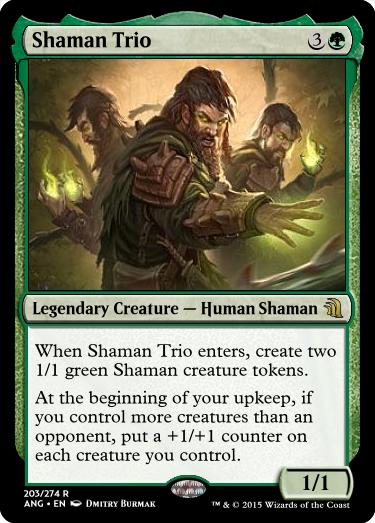 Shaman Trio 3
Legendary Creature — Human Shaman
When Shaman Trio enters, create two
1/1 green Shaman creature tokens.
At the beginning of your upkeep, if
you control more creatures than an
opponent, put a +1/+1 counter on
each creature you control.
1/1
203/274 R
ANG • EN Dmitry Burmak
™ & © 2015 Wizards of the Coast